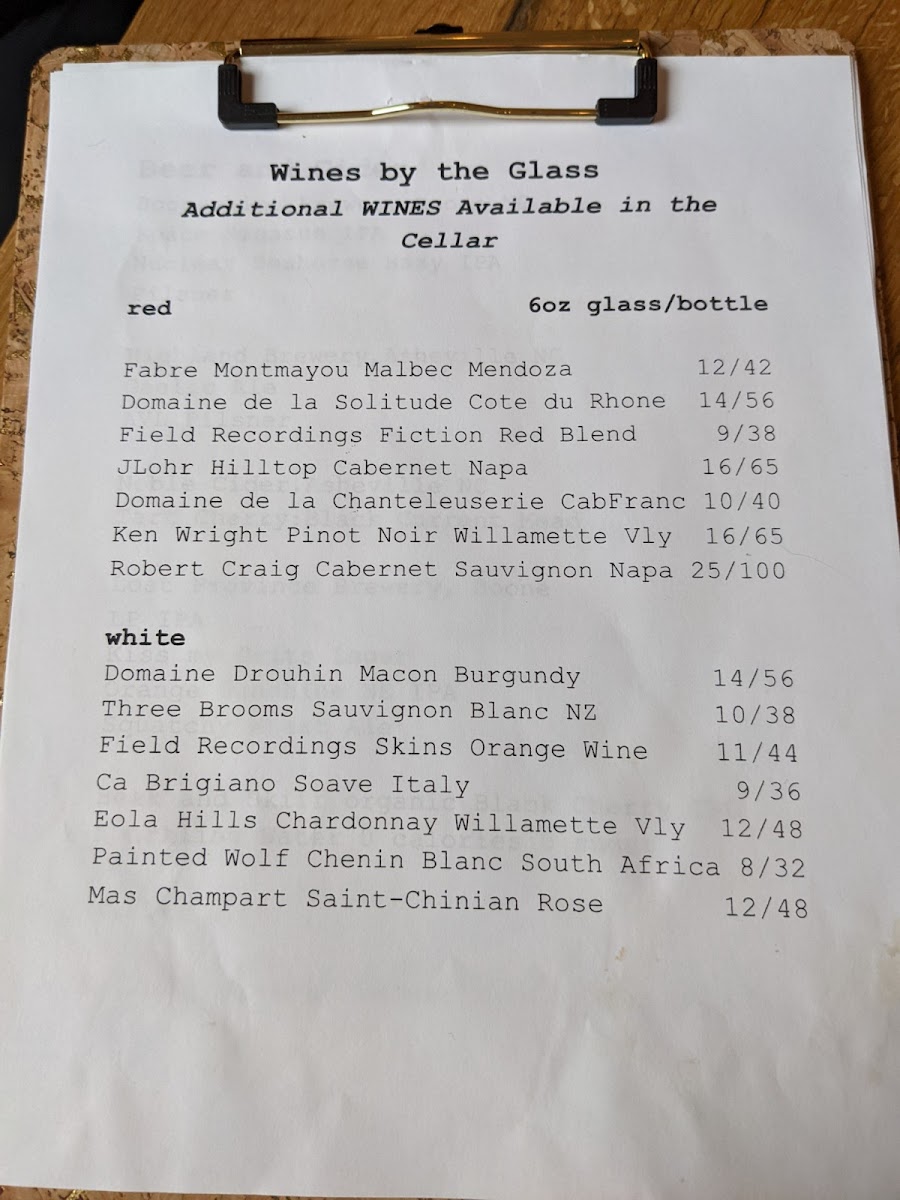 Wines by the Glass
Additional WINES Available in the
Cellar
red 6oz glass/bottle
Fabre Montmayou Malbec Mendoza 12/42
Domaine de la Solitude Cote du Rhone 14/56
Field Recordings Fiction Red Blend 9/38
JLohr Hilltop Cabernet Napa 16/65
Domaine de la Chanteleuserie CabFranc 10/40
Ken Wright Pinot Noir Willamette Vly 16/65
Robert Craig Cabernet Sauvignon Napa 25/100
white
Domaine Drouhin Macon Burgundy 14/56
Three Brooms Sauvignon Blanc NZ 10/38
Field Recordings Skins Orange Wine 11/44
Ca Brigiano Soave Italy 9/36
Eola Hills Chardonnay Willamette Vly 12/48
Painted Wolf Chenin Blanc South Africa 8/32
Mas Champart Saint-Chinian Rose 12/48